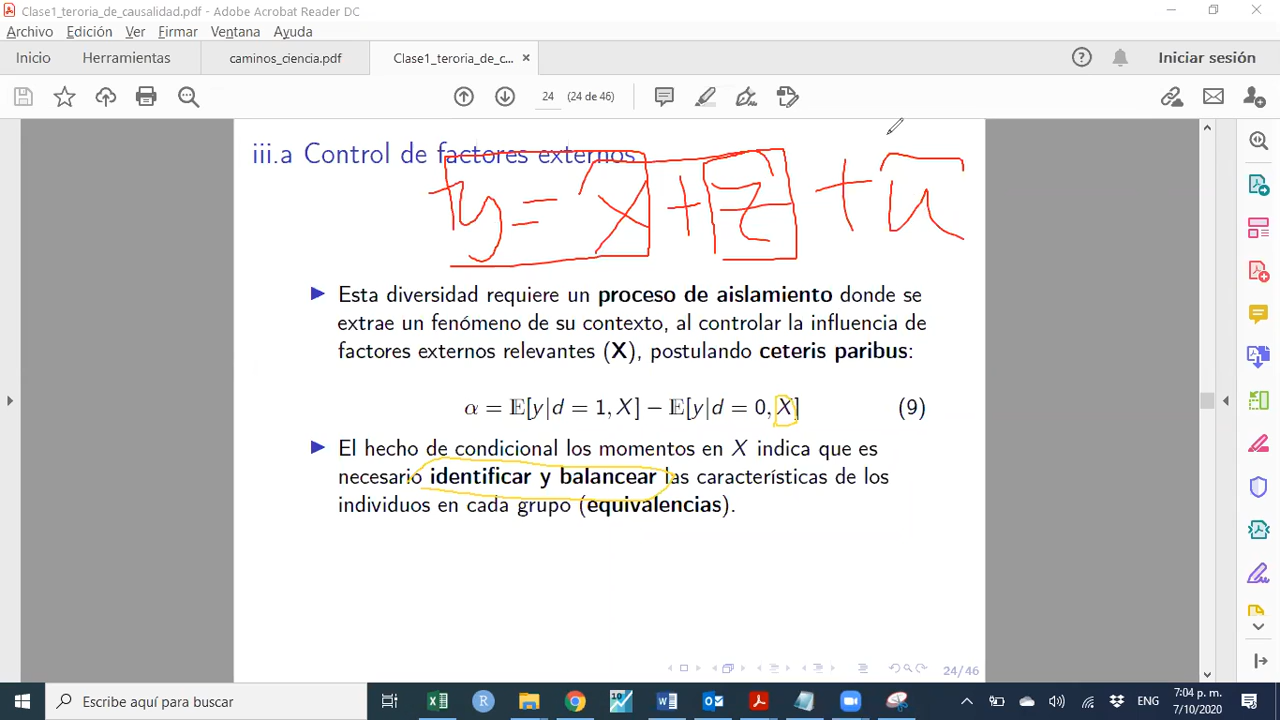 Clase1_teroria_de_causalidad.pdf - Adobe Acrobat Reader DC
Archivo Edición Ver Firmar Ventana Ayuda
Inicio Herramientas caminos_ciencia.pdf Clase1_teroria_de_c... × Iniciar sesión
24 (24 de 46)
iii.a Control de factores externos
y = x + z + u
Esta diversidad requiere un proceso de aislamiento donde se
extrae un fenómeno de su contexto, al controlar la influencia de
factores externos relevantes (X), postulando ceteris paribus:
α = 𝔼[y|d = 1, X] − 𝔼[y|d = 0, X] (9)
El hecho de condicional los momentos en X indica que es
necesario identificar y balancear las características de los
individuos en cada grupo (equivalencias).
24/46
Escribe aquí para buscar
ENG
7:04 p. m.
7/10/2020